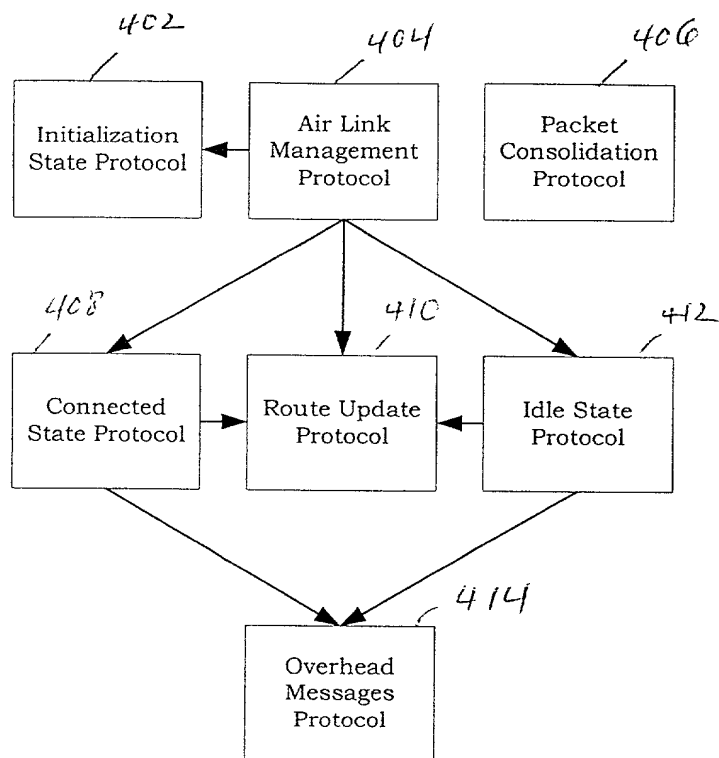 402
404
406
Initialization
State Protocol
Air Link
Management
Protocol
Packet
Consolidation
Protocol
408
410
412
Connected
State Protocol
Route Update
Protocol
Idle State
Protocol
414
Overhead
Messages
Protocol